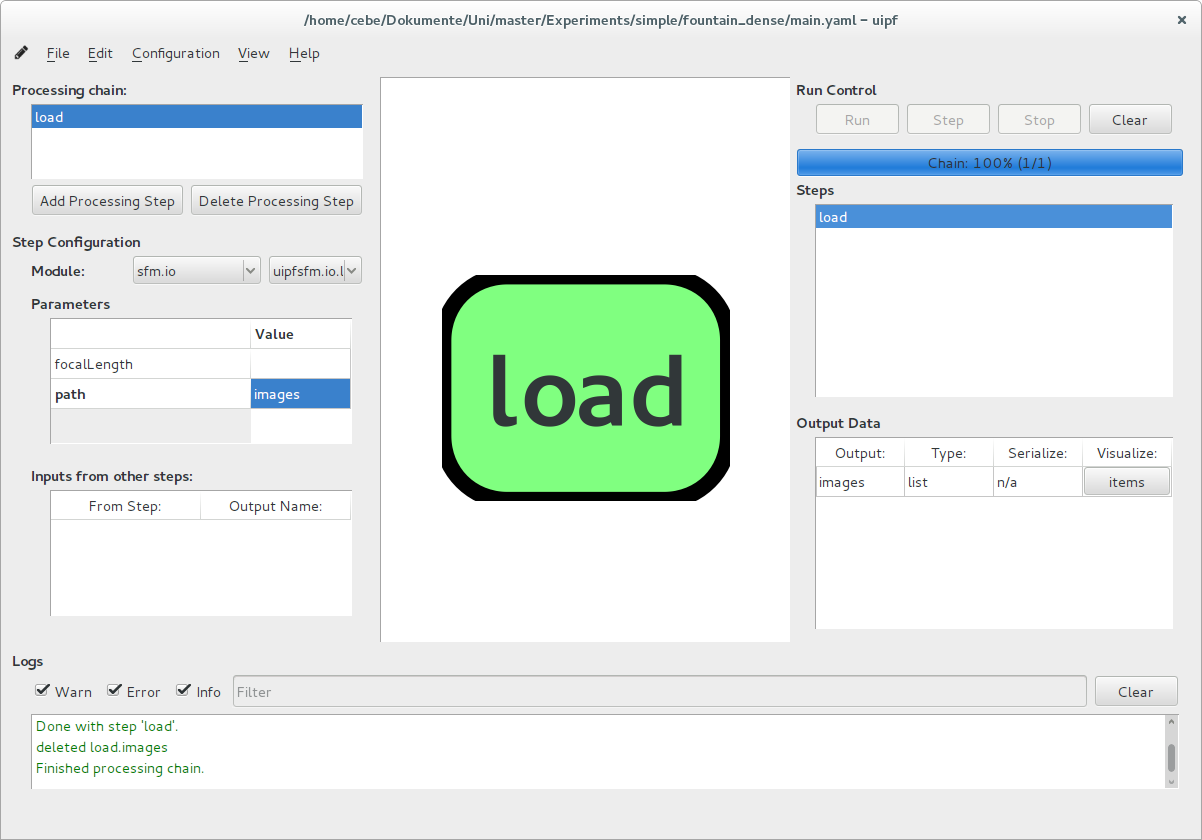 /home/cebe/Dokumente/Uni/master/Experiments/simple/fountain_dense/main.yaml – uipf
File Edit Configuration View Help
Processing chain:
load
Add Processing Step Delete Processing Step
Step Configuration
Module: sfm.io uipfsfm.io.l
Parameters
Value
focalLength
path images
Inputs from other steps:
From Step: Output Name:
load
Run Control
Run Step Stop Clear
Chain: 100% (1/1)
Steps
load
Output Data
Output: Type: Serialize: Visualize:
images list n/a items
Logs
Warn Error Info Filter Clear
Done with step 'load'.
deleted load.images
Finished processing chain.